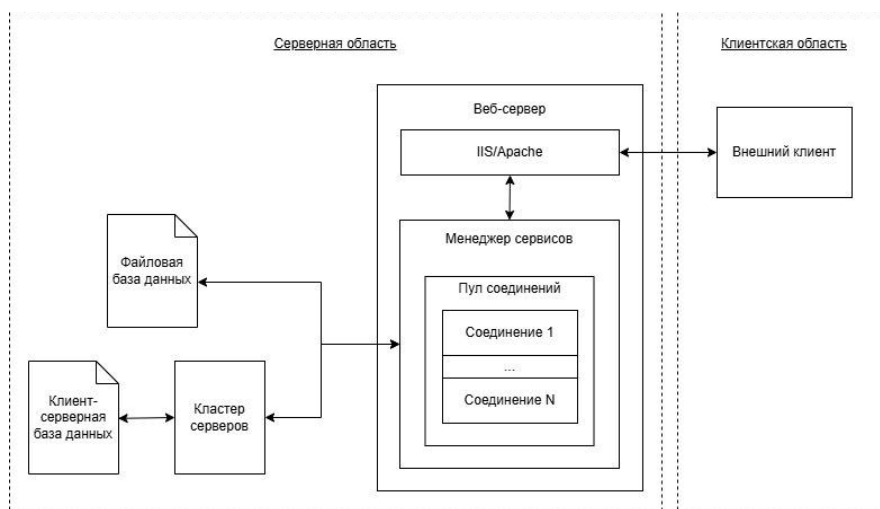 Серверная область
Клиентская область
Веб-сервер
IIS/Apache
Внешний клиент
Менеджер сервисов
Файловая
база данных
Пул соединений
Соединение 1
...
Соединение N
Клиент-
серверная
база данных
Кластер
серверов